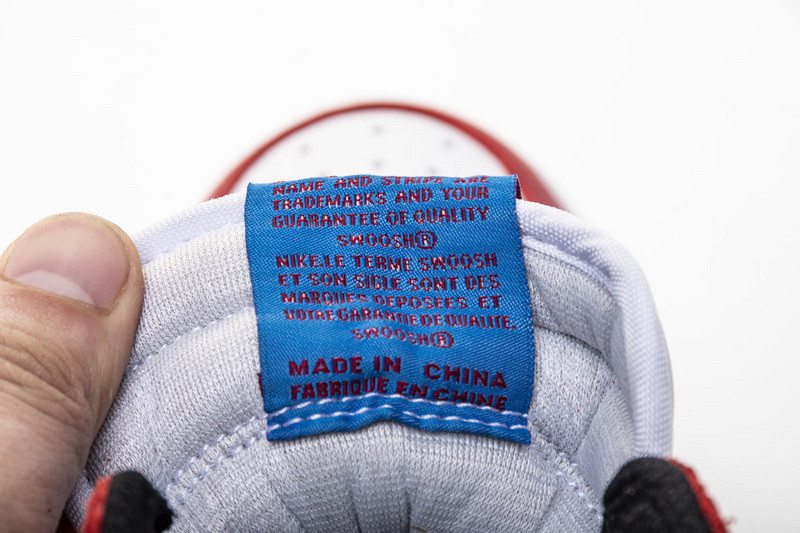 NAME AND STRIPE ARE
TRADEMARKS AND YOUR
GUARANTEE OF QUALITY
SWOOSH®
NIKE.LE TERME SWOOSH
ET SON SIGLE SONT DES
MARQUES DEPOSEES ET
VOTRE GARANTIE DE QUALITE.
SWOOSH®
MADE IN CHINA
FABRIQUE EN CHINE